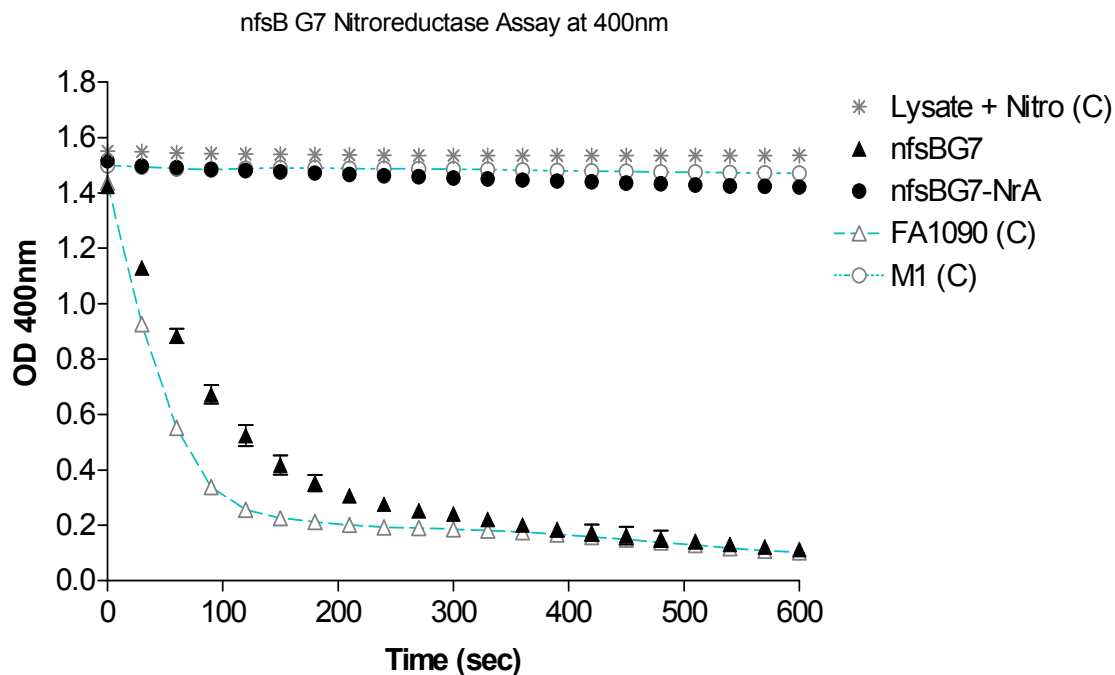 nfsB G7 Nitroreductase Assay at 400nm
1.8
1.6
1.4
1.2
1.0
0.8
0.6
0.4
0.2
0.0
OD 400nm
0 100 200 300 400 500 600
Time (sec)
Lysate + Nitro (C)
nfsBG7
nfsBG7-NrA
FA1090 (C)
M1 (C)